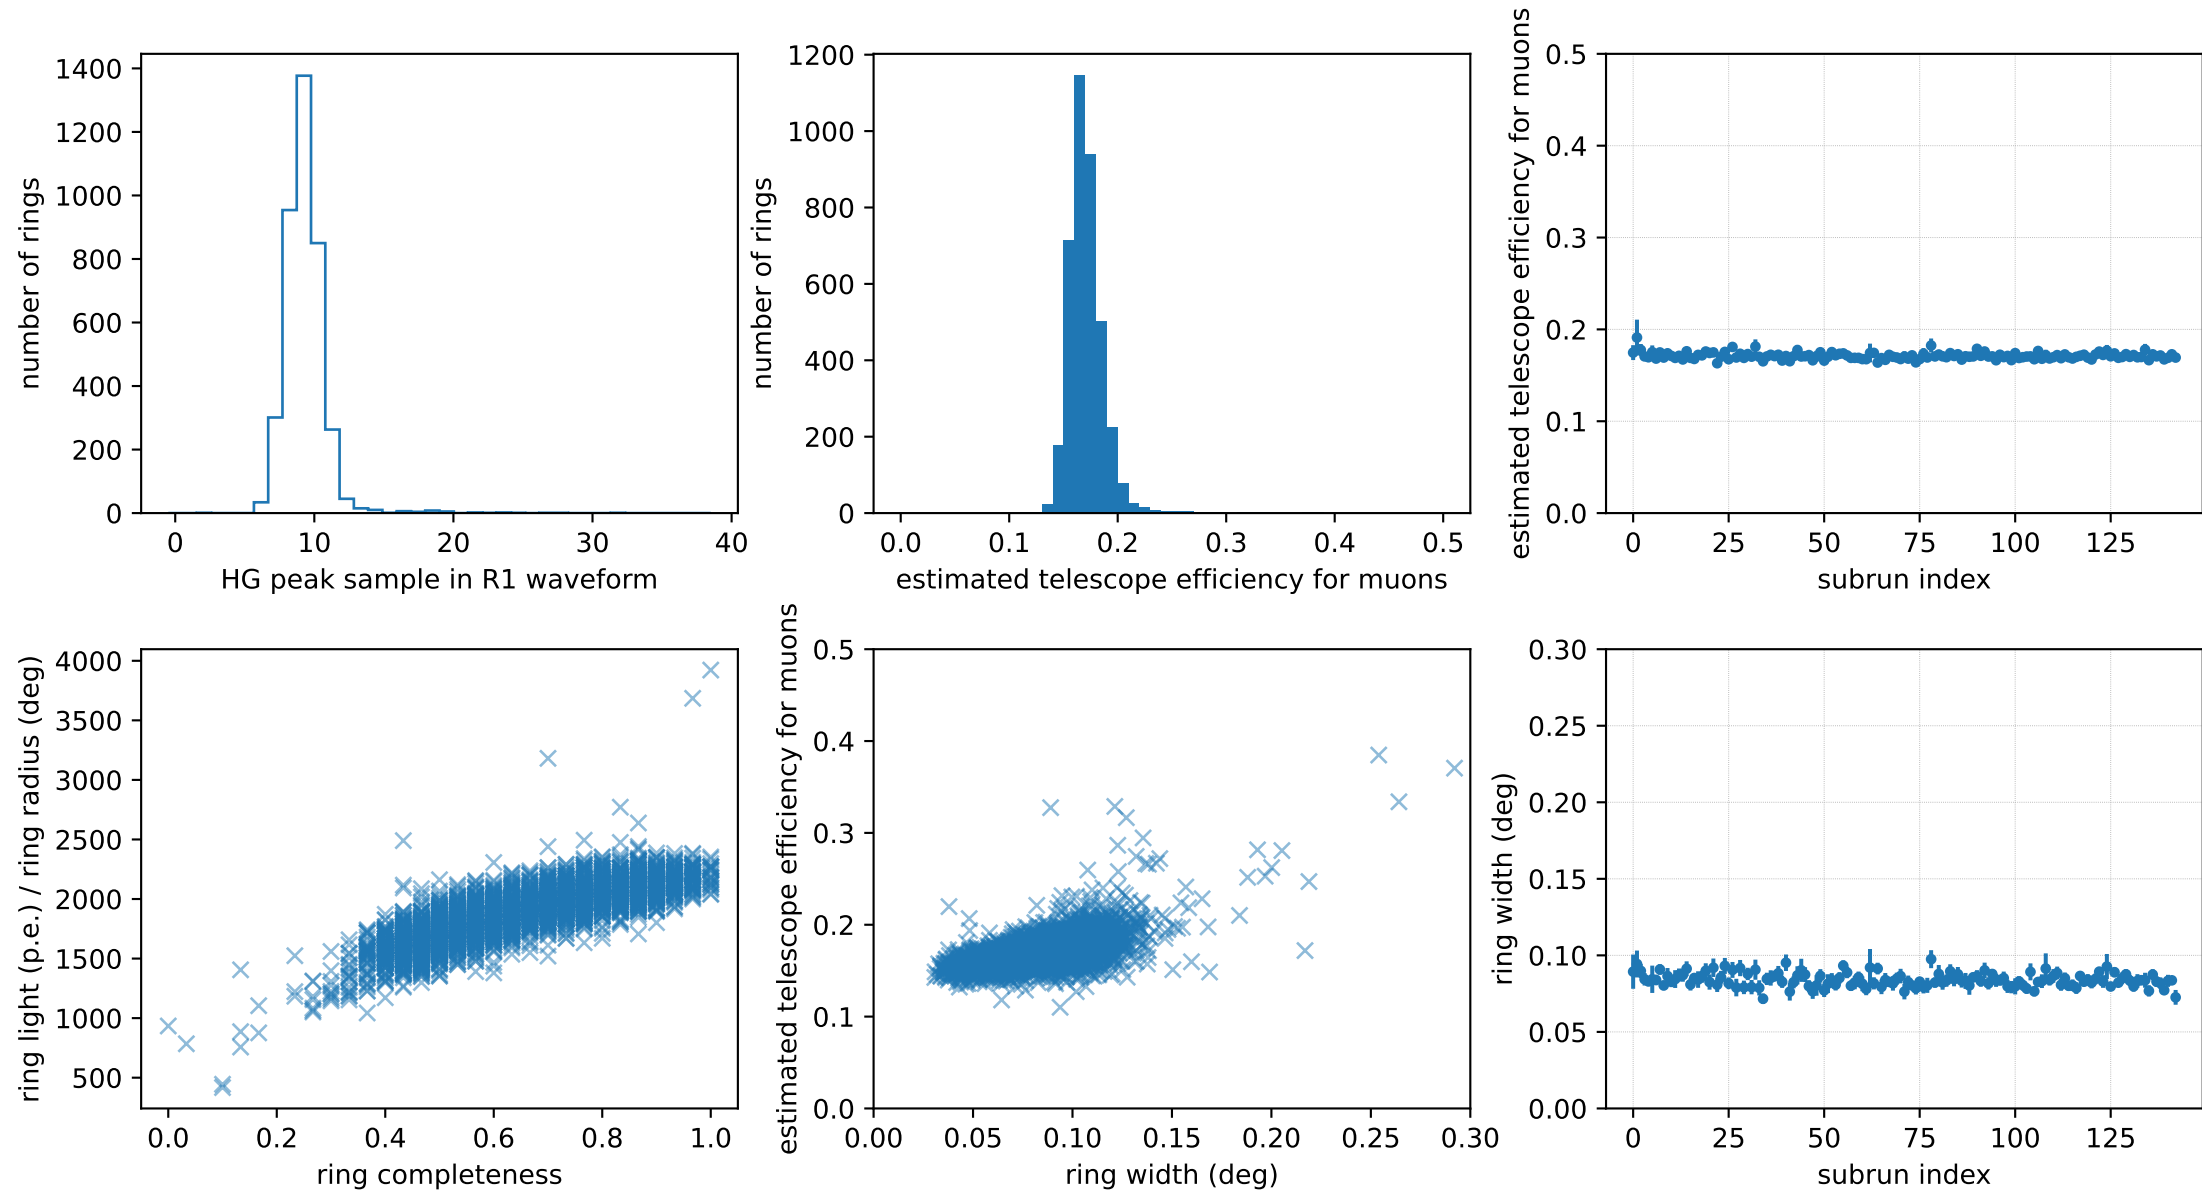 number of rings
1400
1200
1000
800
600
400
200
0
0 10 20 30 40
HG peak sample in R1 waveform
number of rings
1200
1000
800
600
400
200
0
0.0 0.1 0.2 0.3 0.4 0.5
estimated telescope efficiency for muons
estimated telescope efficiency for muons
0.5
0.4
0.3
0.2
0.1
0.0
0 25 50 75 100 125
subrun index
ring light (p.e.) / ring radius (deg)
4000
3500
3000
2500
2000
1500
1000
500
0.0 0.2 0.4 0.6 0.8 1.0
ring completeness
estimated telescope efficiency for muons
0.5
0.4
0.3
0.2
0.1
0.0
0.00 0.05 0.10 0.15 0.20 0.25 0.30
ring width (deg)
ring width (deg)
0.30
0.25
0.20
0.15
0.10
0.05
0.00
0 25 50 75 100 125
subrun index